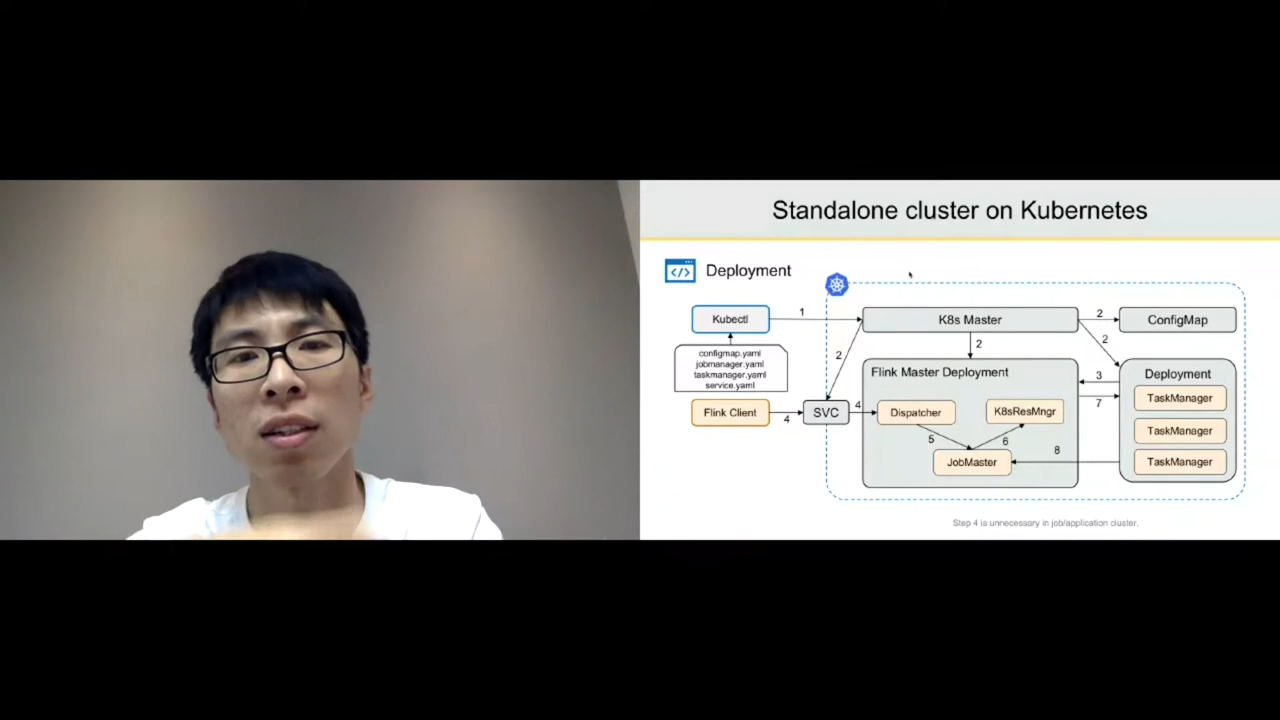 Standalone cluster on Kubernetes
</> Deployment
Kubectl
1
K8s Master
2
ConfigMap
configmap.yaml
jobmanager.yaml
taskmanager.yaml
service.yaml
2
2
2
Flink Master Deployment
3
7
Deployment
TaskManager
TaskManager
TaskManager
Flink Client
4
SVC
4
Dispatcher
K8sResMngr
5
6
JobMaster
8
Step 4 is unnecessary in job/application cluster.